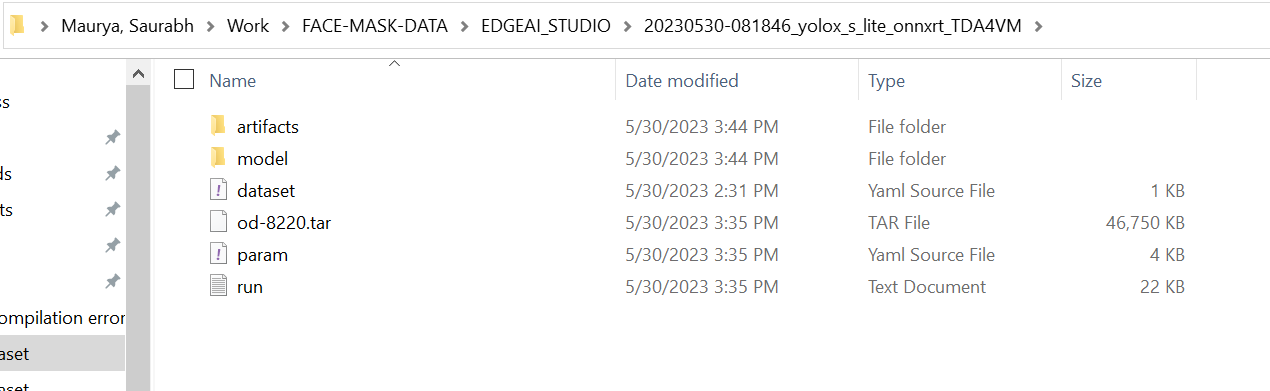 Maurya, Saurabh > Work > FACE-MASK-DATA > EDGEAI_STUDIO > 20230530-081846_yolox_s_lite_onnxrt_TDA4VM >
Name Date modified Type Size
artifacts 5/30/2023 3:44 PM File folder
model 5/30/2023 3:44 PM File folder
dataset 5/30/2023 2:31 PM Yaml Source File 1 KB
od-8220.tar 5/30/2023 3:35 PM TAR File 46,750 KB
param 5/30/2023 3:35 PM Yaml Source File 4 KB
run 5/30/2023 3:35 PM Text Document 22 KB
ss
ds
ts
ompilation error
aset
aset